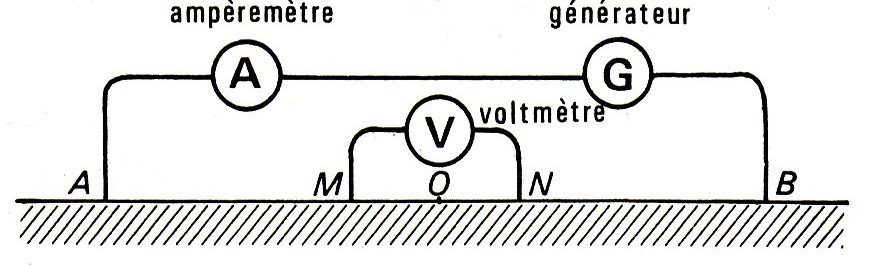 ampèremètre générateur
A G
V voltmètre
A M O N B